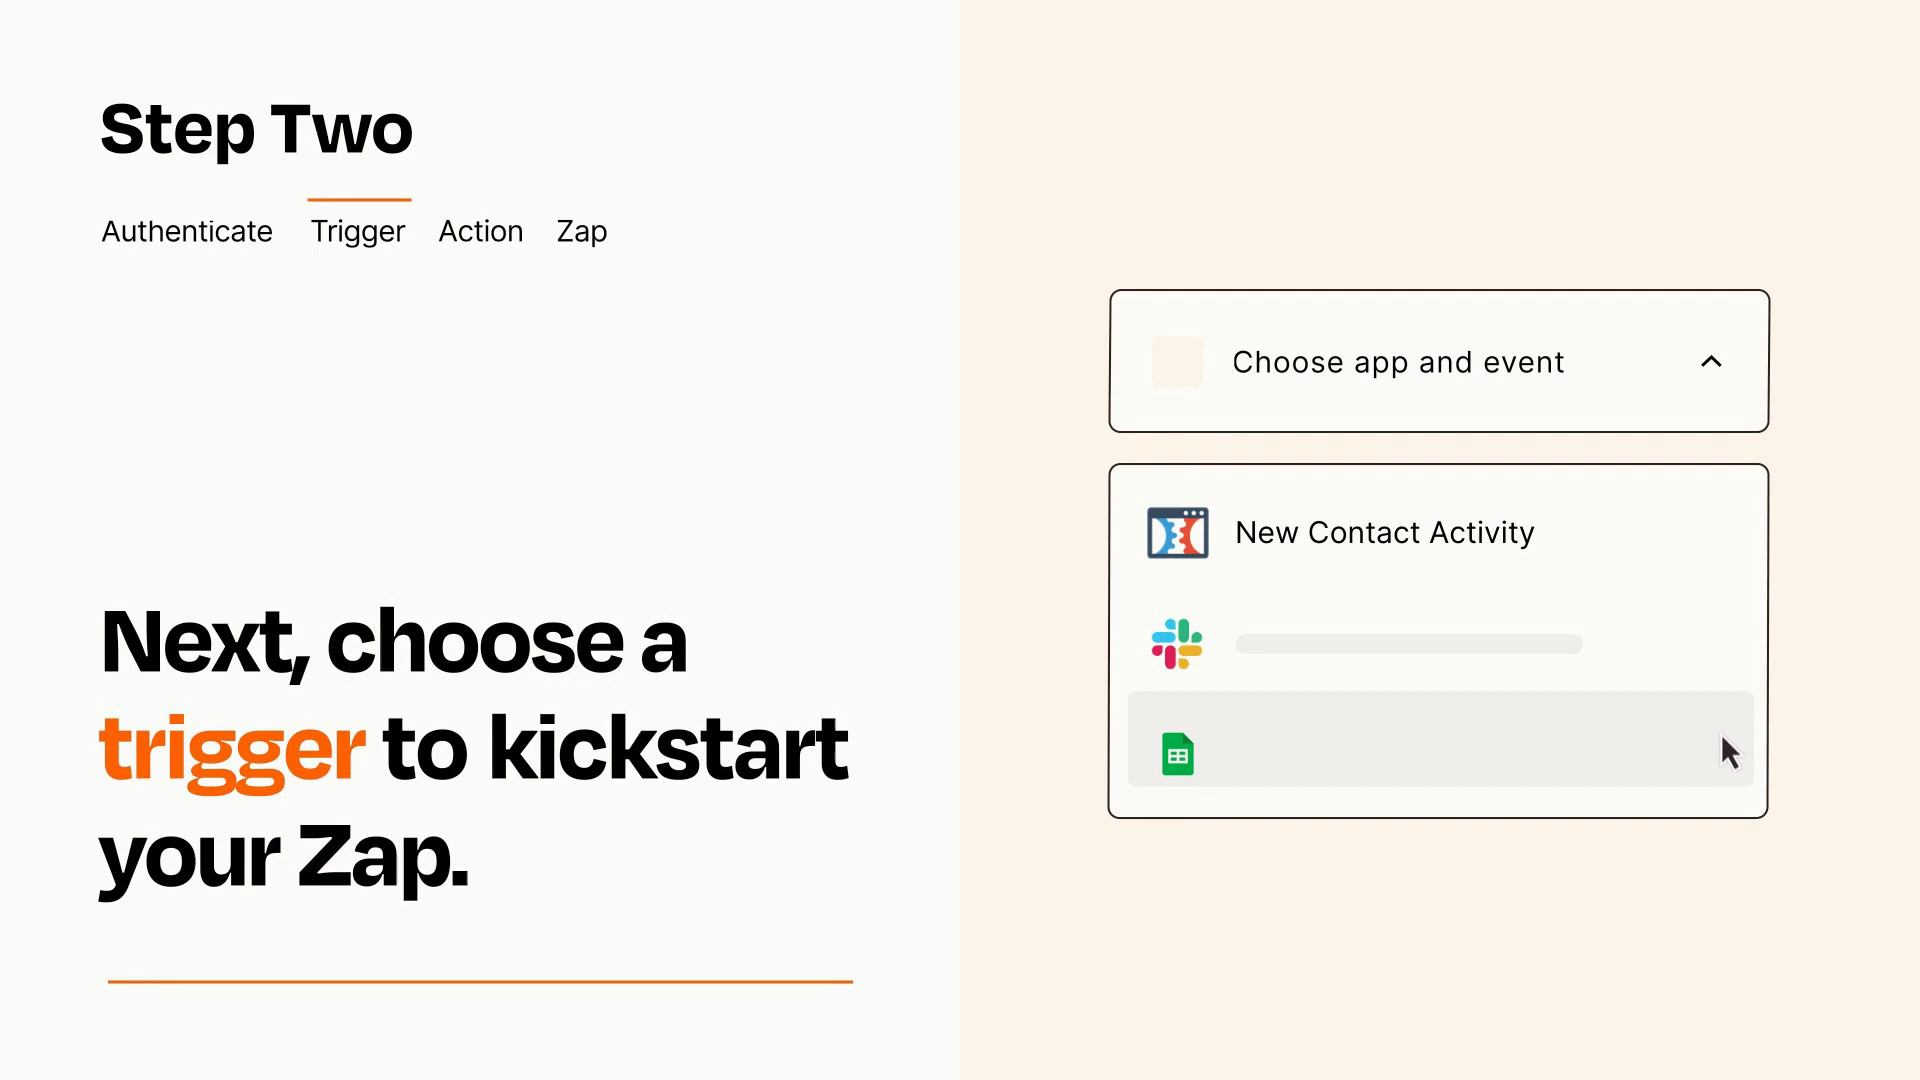 Step Two
Authenticate Trigger Action Zap
Next, choose a
trigger to kickstart
your Zap.
Choose app and event
New Contact Activity